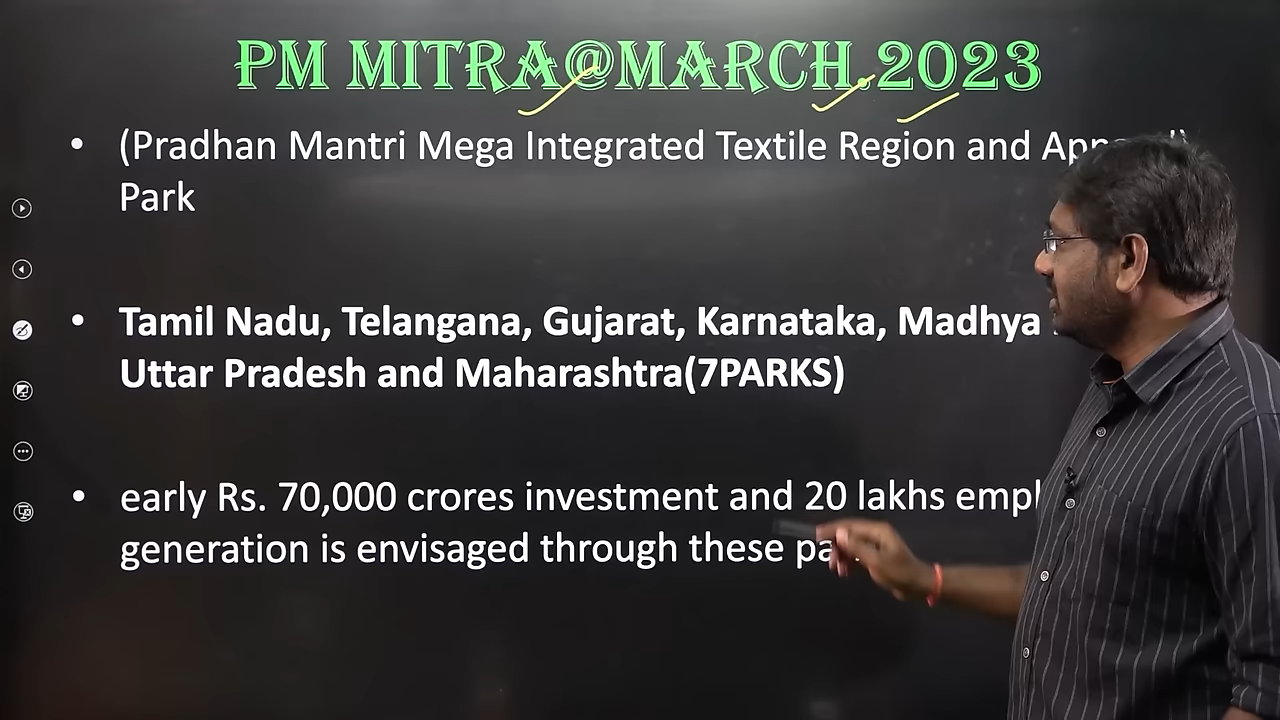 PM MITRA@MARCH.2023
• (Pradhan Mantri Mega Integrated Textile Region and
Park
• Tamil Nadu, Telangana, Gujarat, Karnataka, Madhya
Uttar Pradesh and Maharashtra(7PARKS)
• early Rs. 70,000 crores investment and 20 lakhs
generation is envisaged through these